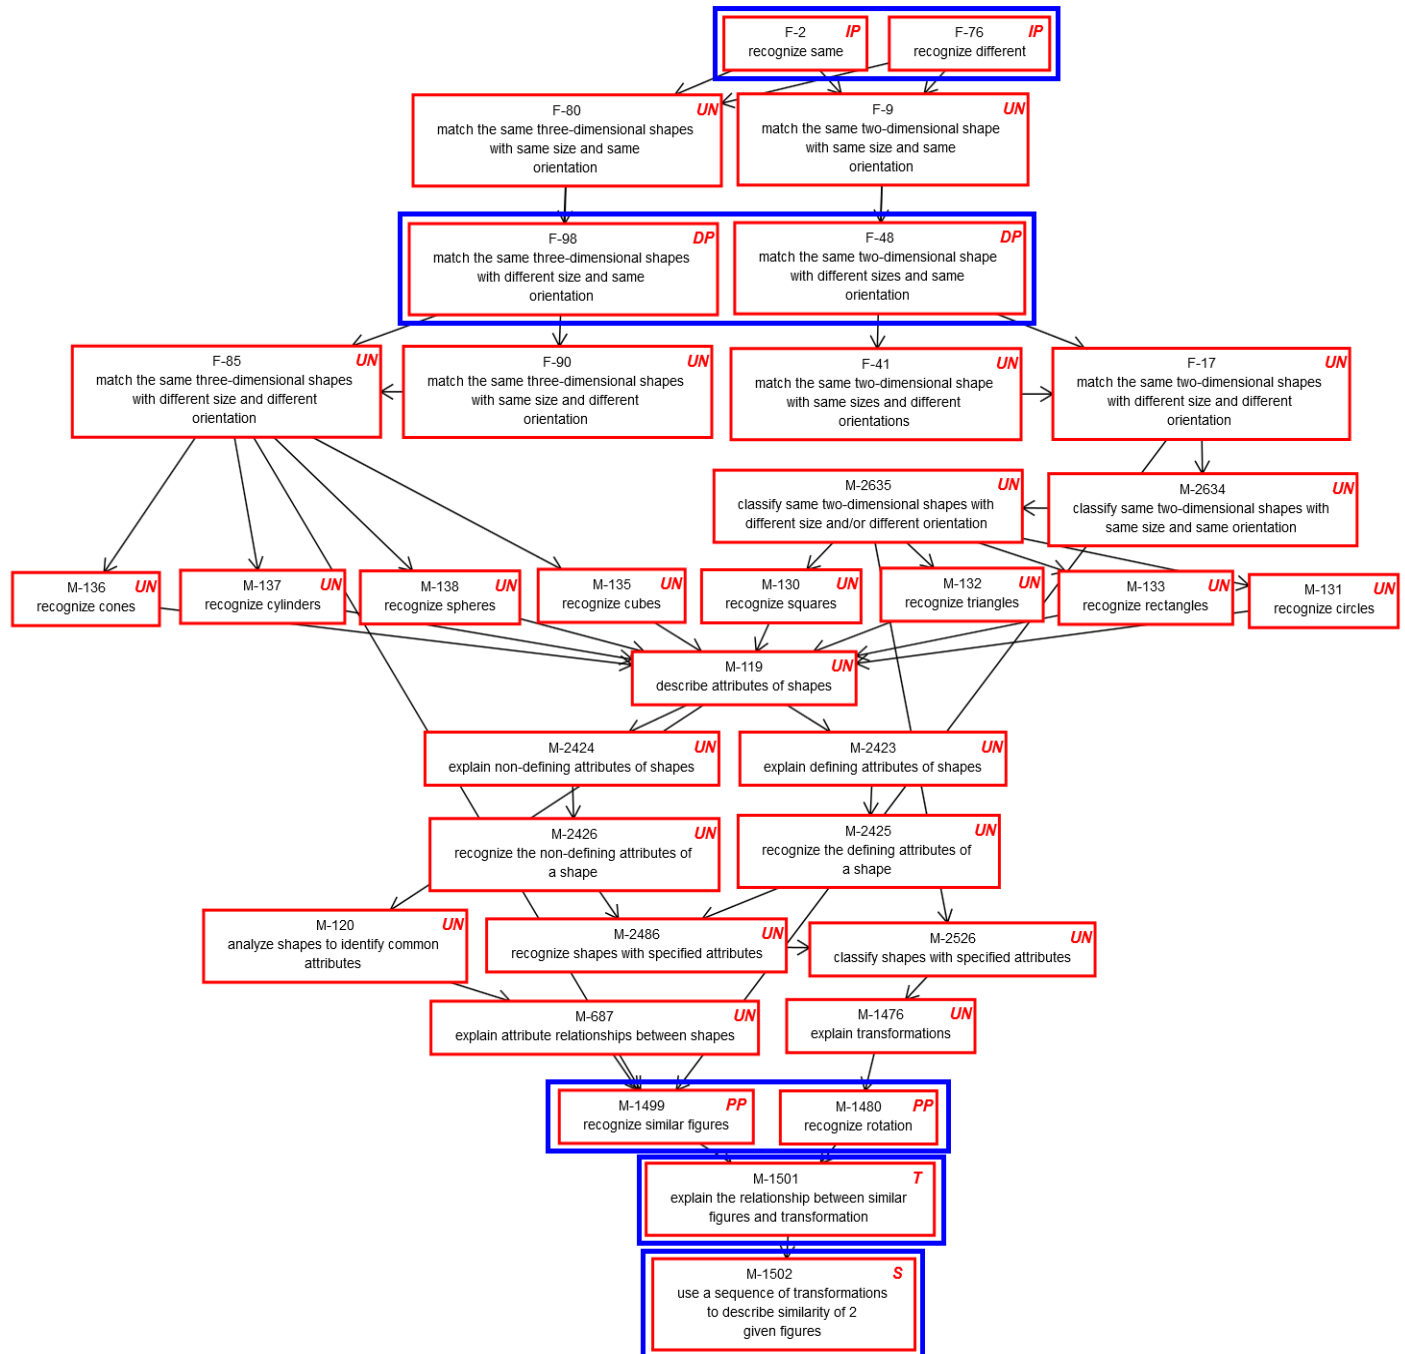 F-2 IP
recognize same
F-76 IP
recognize different
F-80 UN
match the same three-dimensional shapes
with same size and same
orientation
F-9 UN
match the same two-dimensional shape
with same size and same
orientation
F-98 DP
match the same three-dimensional shapes
with different size and same
orientation
F-48 DP
match the same two-dimensional shape
with different sizes and same
orientation
F-85 UN
match the same three-dimensional shapes
with different size and different
orientation
F-90 UN
match the same three-dimensional shapes
with same size and different
orientation
F-41 UN
match the same two-dimensional shape
with same sizes and different
orientations
F-17 UN
match the same two-dimensional shapes
with different size and different
orientation
M-2635 UN
classify same two-dimensional shapes with
different size and/or different orientation
M-2634 UN
classify same two-dimensional shapes with
same size and same orientation
M-136 UN
recognize cones
M-137 UN
recognize cylinders
M-138 UN
recognize spheres
M-135 UN
recognize cubes
M-130 UN
recognize squares
M-132 UN
recognize triangles
M-133 UN
recognize rectangles
M-131 UN
recognize circles
M-119 UN
describe attributes of shapes
M-2424 UN
explain non-defining attributes of shapes
M-2423 UN
explain defining attributes of shapes
M-2426 UN
recognize the non-defining attributes of
a shape
M-2425 UN
recognize the defining attributes of
a shape
M-120 UN
analyze shapes to identify common
attributes
M-2486 UN
recognize shapes with specified attributes
M-2526 UN
classify shapes with specified attributes
M-687 UN
explain attribute relationships between shapes
M-1476 UN
explain transformations
M-1499 PP
recognize similar figures
M-1480 PP
recognize rotation
M-1501 T
explain the relationship between similar
figures and transformation
M-1502 S
use a sequence of transformations
to describe similarity of 2
given figures